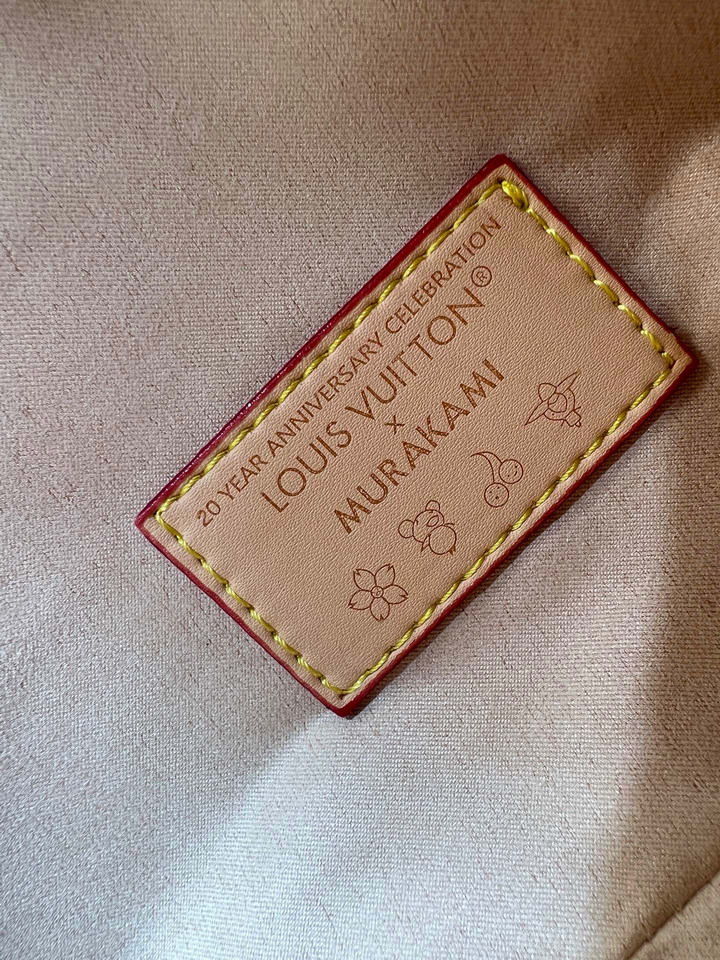 20 YEAR ANNIVERSARY CELEBRATION
LOUIS VUITTON®
x
MURAKAMI